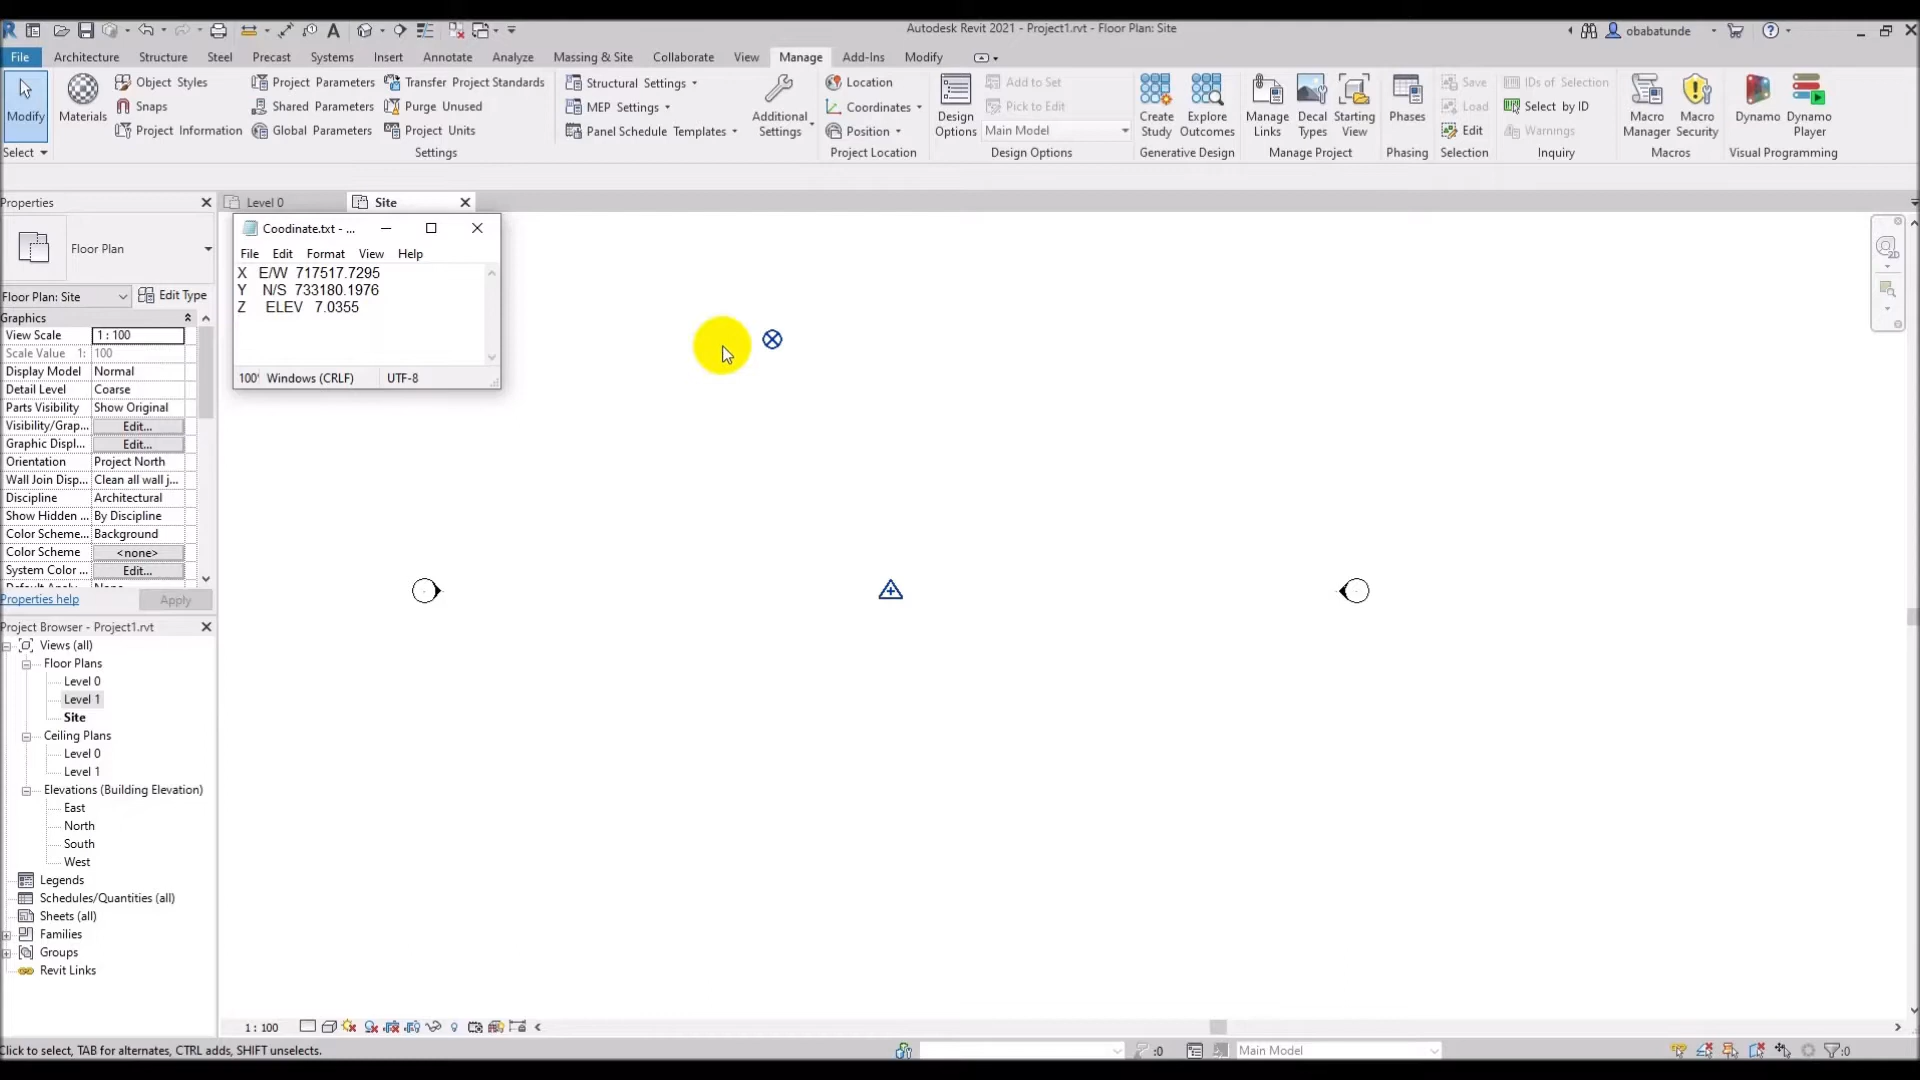 Autodesk Revit 2021 - Project1.rvt - Floor Plan: Site
obabatunde
File Architecture Structure Steel Precast Systems Insert Annotate Analyze Massing & Site Collaborate View Manage Add-Ins Modify
Modify
Select
Materials
Object Styles
Snaps
Project Information
Project Parameters
Shared Parameters
Global Parameters
Transfer Project Standards
Purge Unused
Project Units
Settings
Structural Settings
MEP Settings
Panel Schedule Templates
Additional Settings
Location
Coordinates
Position
Project Location
Design Options
Add to Set
Pick to Edit
Main Model
Design Options
Create Study
Explore Outcomes
Generative Design
Manage Links
Decal Types
Starting View
Manage Project
Phases
Phasing
Save
Load
Edit
Selection
IDs of Selection
Select by ID
Warnings
Inquiry
Macro Manager
Macro Security
Macros
Dynamo
Dynamo Player
Visual Programming
Properties
Level 0
Site
Floor Plan
Floor Plan: Site
Edit Type
Graphics
View Scale 1 : 100
Scale Value 1: 100
Display Model Normal
Detail Level Coarse
Parts Visibility Show Original
Visibility/Grap... Edit...
Graphic Displ... Edit...
Orientation Project North
Wall Join Disp... Clean all wall j...
Discipline Architectural
Show Hidden ... By Discipline
Color Scheme... Background
Color Scheme <none>
System Color ... Edit...
Properties help
Apply
Coodinate.txt - ...
File Edit Format View Help
X E/W 717517.7295
Y N/S 733180.1976
Z ELEV 7.0355
100% Windows (CRLF) UTF-8
Project Browser - Project1.rvt
Views (all)
Floor Plans
Level 0
Level 1
Site
Ceiling Plans
Level 0
Level 1
Elevations (Building Elevation)
East
North
South
West
Legends
Schedules/Quantities (all)
Sheets (all)
Families
Groups
Revit Links
1 : 100
Click to select, TAB for alternates, CTRL adds, SHIFT unselects.
:0
Main Model
:0